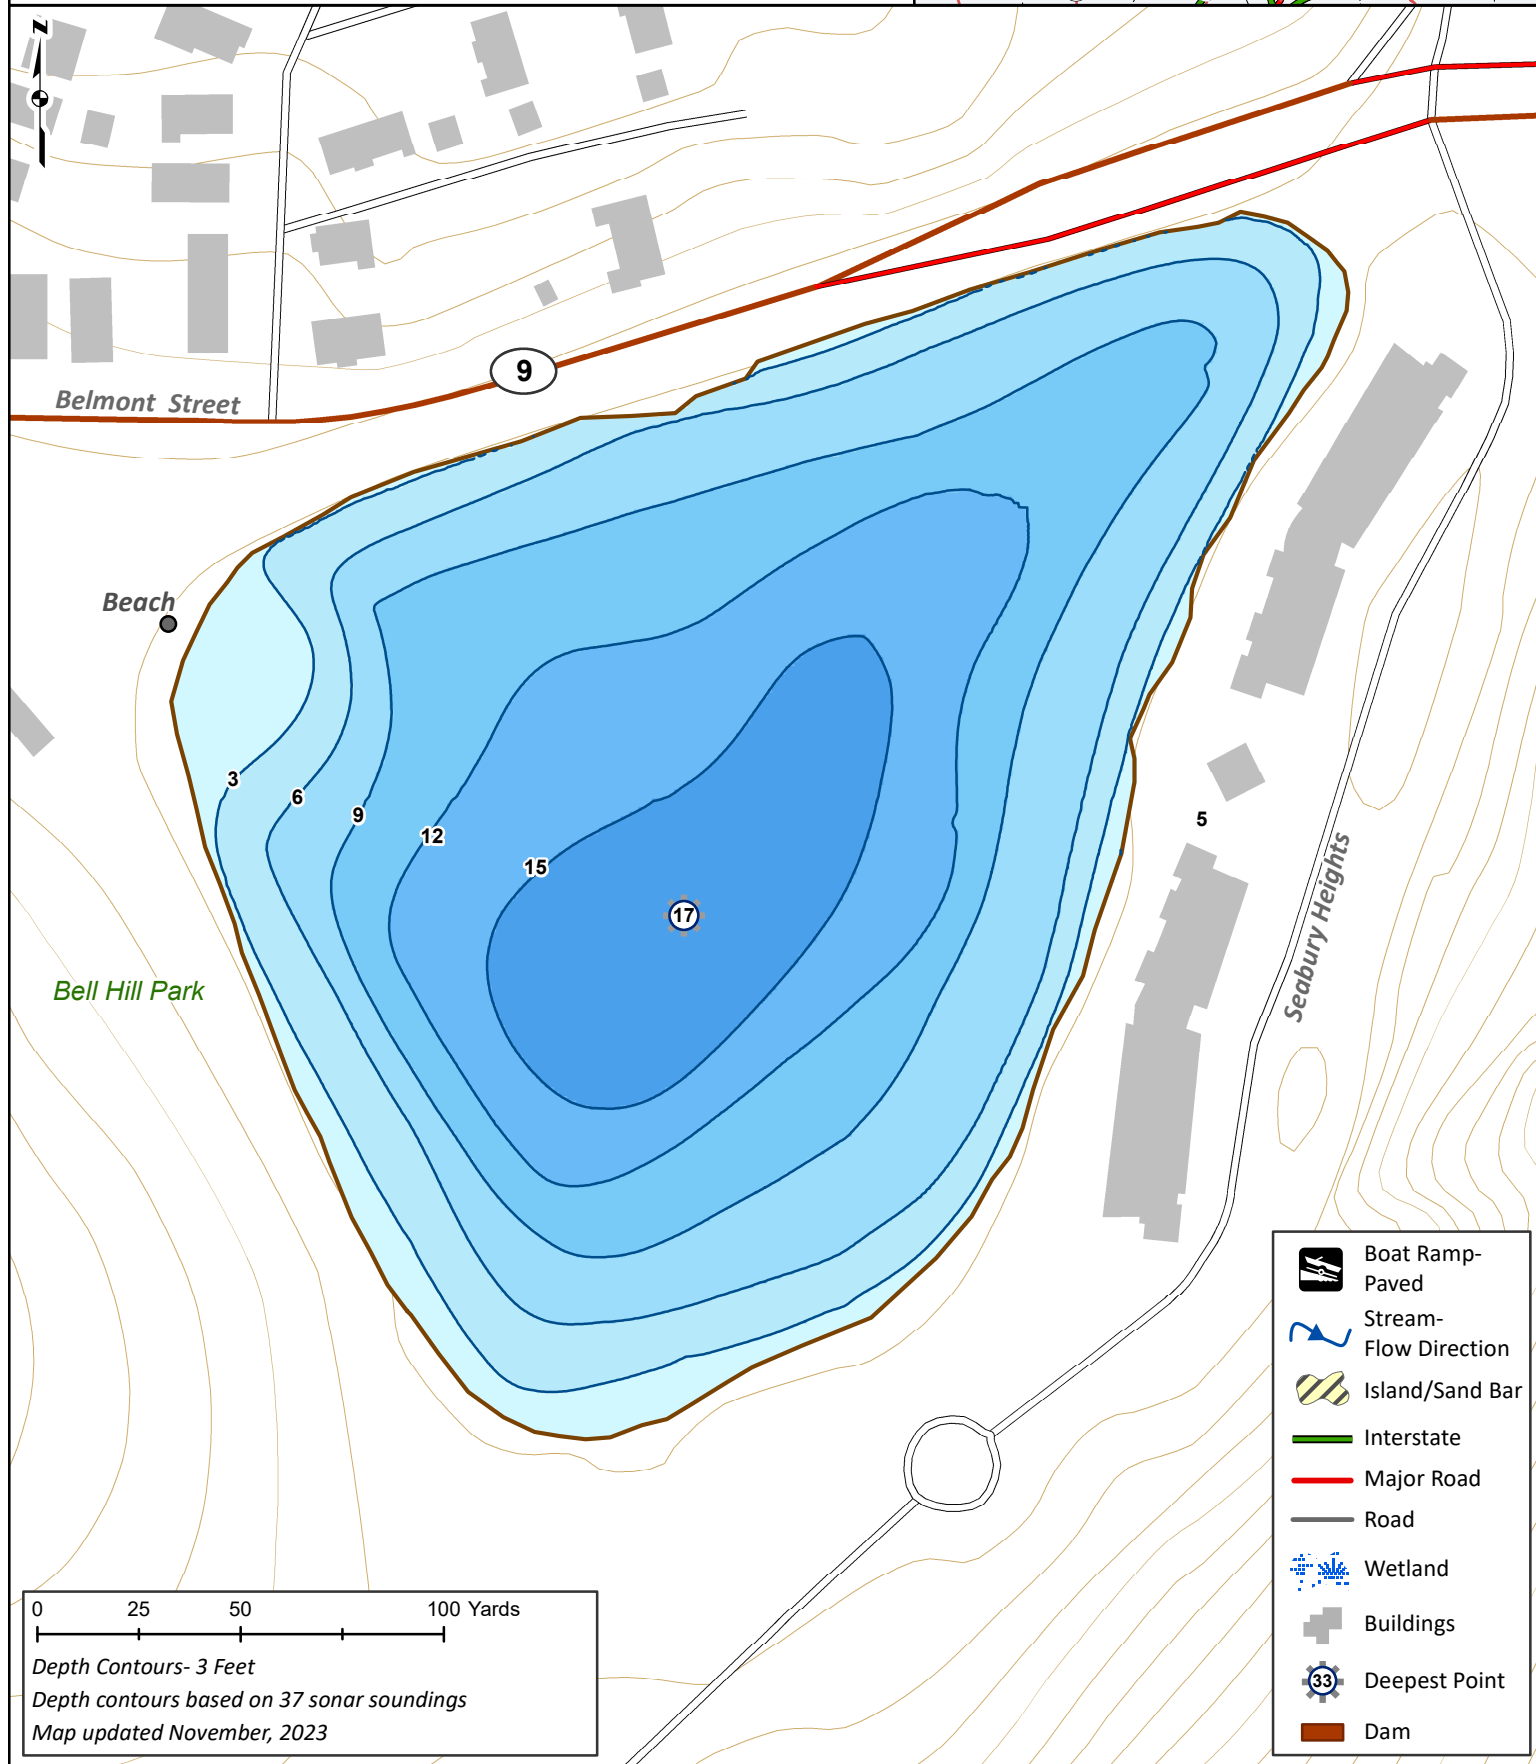 N
9
Belmont Street
Beach
3
6
9
12
15
17
5
Seabury Heights
Bell Hill Park
0 25 50 100 Yards
Depth Contours- 3 Feet
Depth contours based on 37 sonar soundings
Map updated November, 2023
Boat Ramp-
Paved
Stream-
Flow Direction
Island/Sand Bar
Interstate
Major Road
Road
Wetland
Buildings
33 Deepest Point
Dam